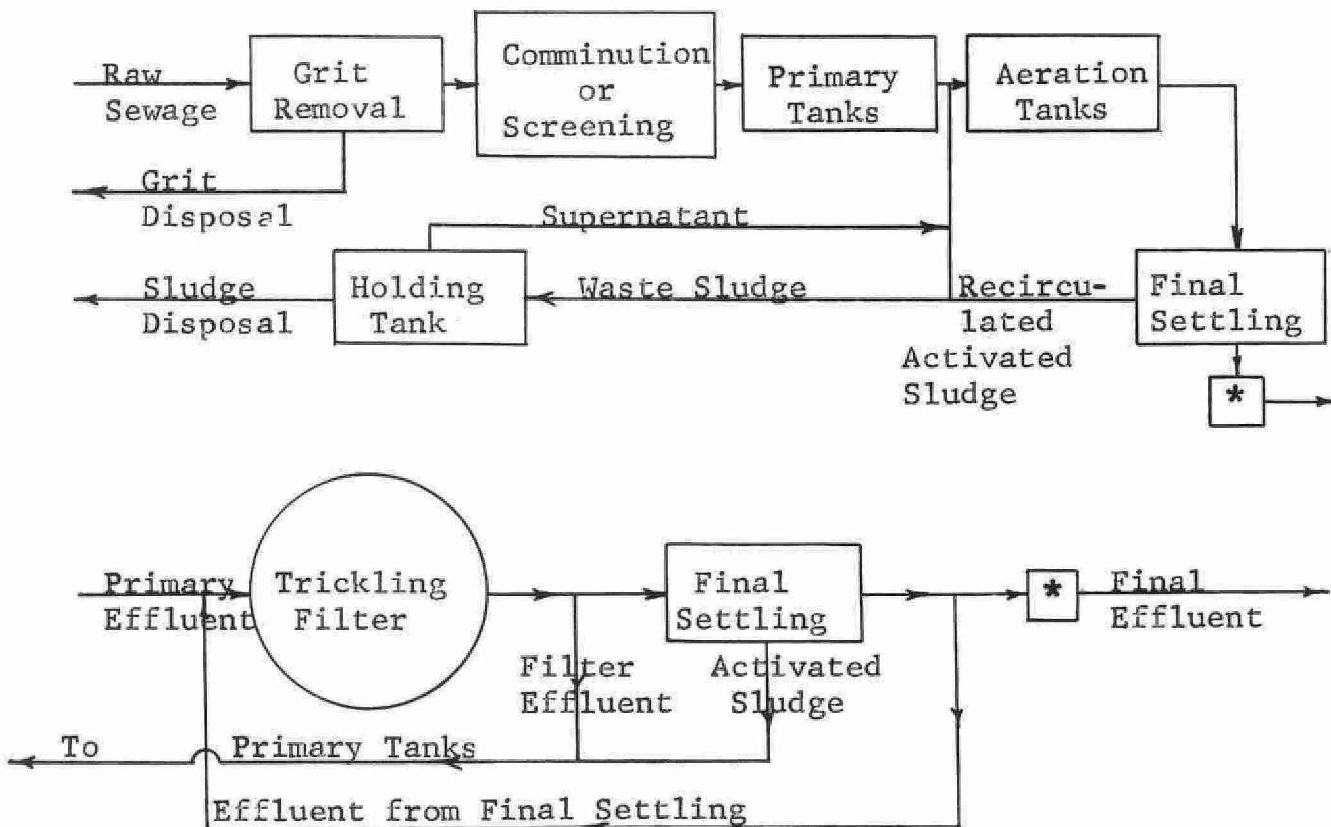 Raw
Sewage
Grit
Removal
Comminution
or
Screening
Primary
Tanks
Aeration
Tanks
Grit
Disposal
Supernatant
Sludge
Disposal
Holding
Tank
Waste Sludge
Recircu-
lated
Activated
Sludge
Final
Settling
*
Primary
Effluent
Trickling
Filter
Final
Settling
*
Final
Effluent
Filter
Effluent
Activated
Sludge
To Primary Tanks
Effluent from Final Settling